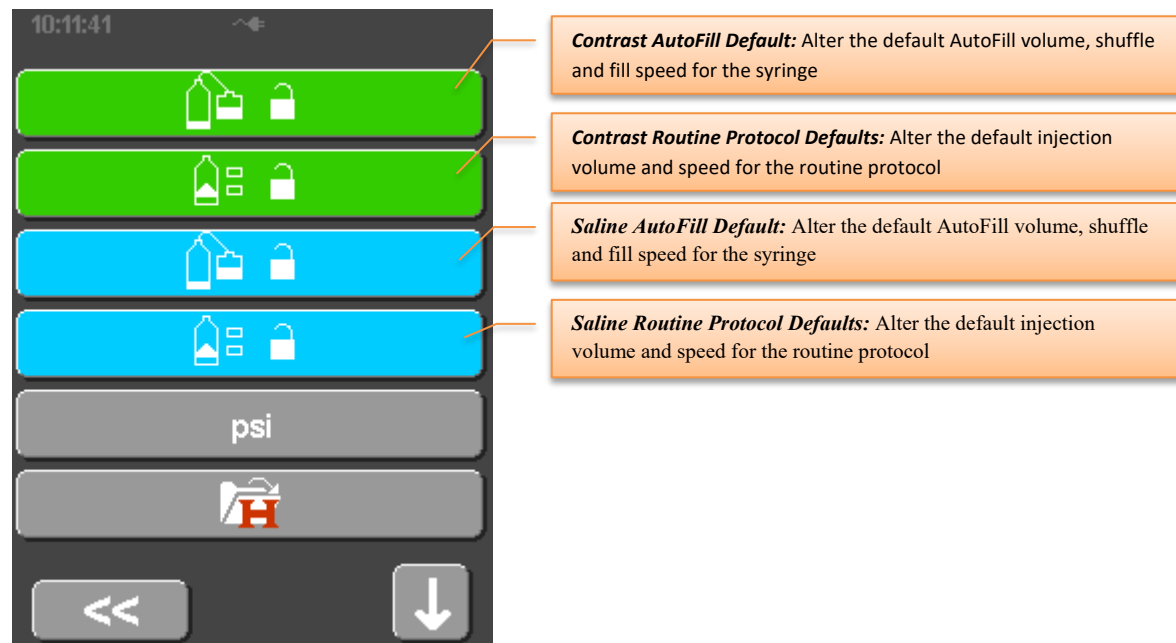 10:11:41
Contrast AutoFill Default: Alter the default AutoFill volume, shuffle
and fill speed for the syringe
Contrast Routine Protocol Defaults: Alter the default injection
volume and speed for the routine protocol
Saline AutoFill Default: Alter the default AutoFill volume, shuffle
and fill speed for the syringe
Saline Routine Protocol Defaults: Alter the default injection
volume and speed for the routine protocol
psi
H
<<